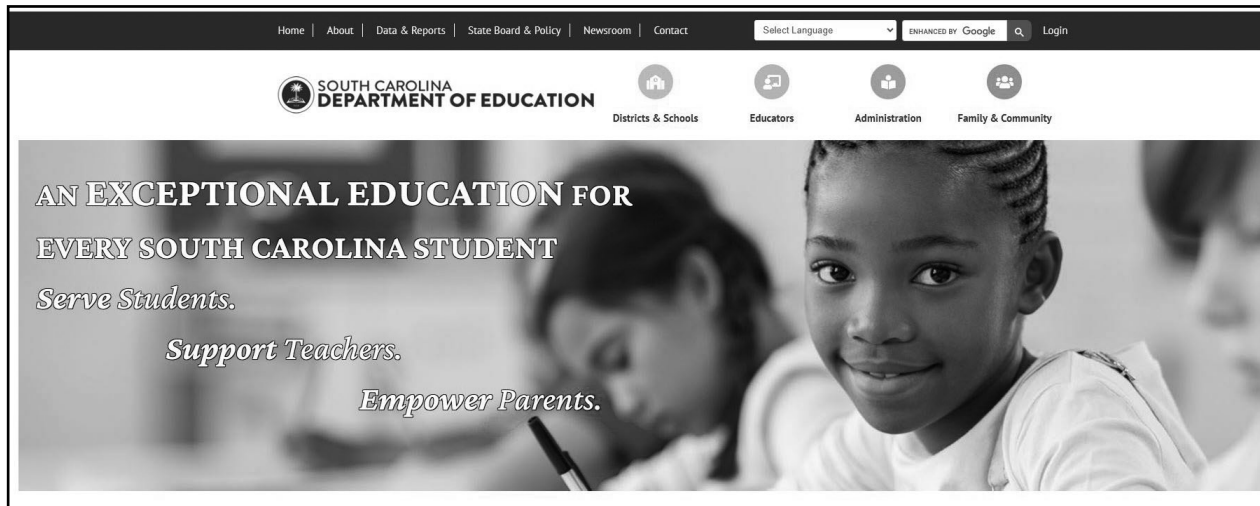 Home | About | Data & Reports | State Board & Policy | Newsroom | Contact
Select Language
ENHANCED BY Google
Login
SOUTH CAROLINA
DEPARTMENT OF EDUCATION
Districts & Schools
Educators
Administration
Family & Community
AN EXCEPTIONAL EDUCATION FOR
EVERY SOUTH CAROLINA STUDENT
Serve Students.
Support Teachers.
Empower Parents.